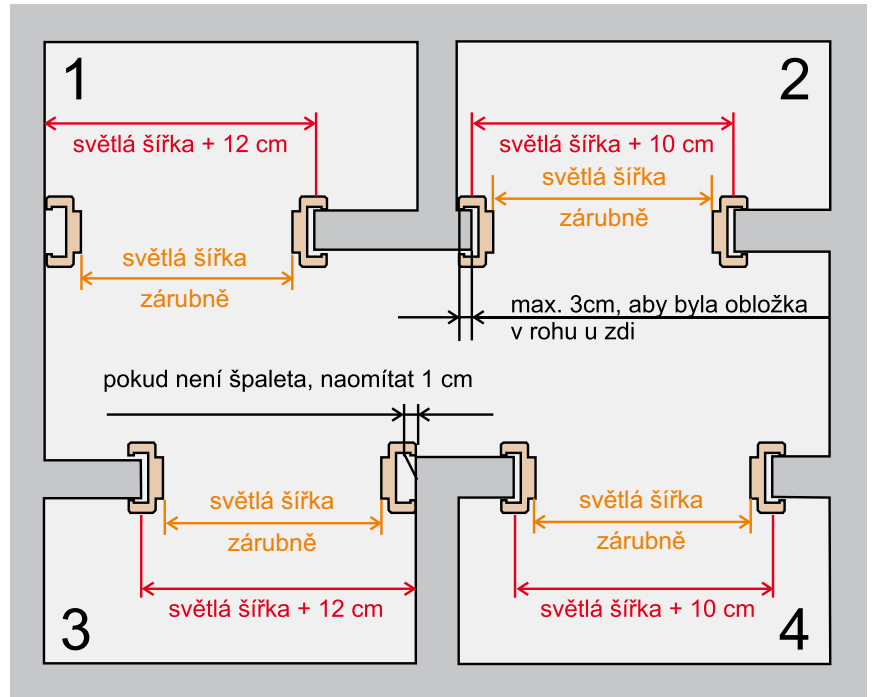 1
2
světlá šířka + 12 cm
světlá šířka + 10 cm
světlá šířka
zárubně
světlá šířka
zárubně
max. 3cm, aby byla obložka
v rohu u zdi
pokud není špaleta, naomítat 1 cm
světlá šířka
zárubně
světlá šířka
zárubně
světlá šířka + 12 cm
světlá šířka + 10 cm
3
4